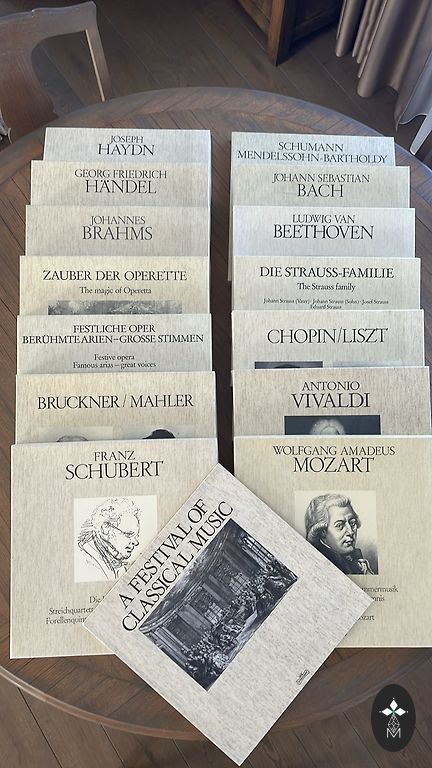 JOSEPH
HAYDN
GEORG FRIEDRICH
HÄNDEL
JOHANNES
BRAHMS
ZAUBER DER OPERETTE
The magic of Operetta
FESTLICHE OPER
BERÜHMTE ARIEN–GROSSE STIMMEN
Festive opera
Famous arias – great voices
BRUCKNER/MAHLER
FRANZ
SCHUBERT
Streichquartett
Forellenquin
SCHUMANN
MENDELSSOHN-BARTHOLDY
JOHANN SEBASTIAN
BACH
LUDWIG VAN
BEETHOVEN
DIE STRAUSS-FAMILIE
The Strauss family
Johann Strauss (Vater) · Johann Strauss (Sohn) · Josef Strauss
Eduard Strauss
CHOPIN/LISZT
ANTONIO
VIVALDI
WOLFGANG AMADEUS
MOZART
A FESTIVAL OF
CLASSICAL MUSIC
M